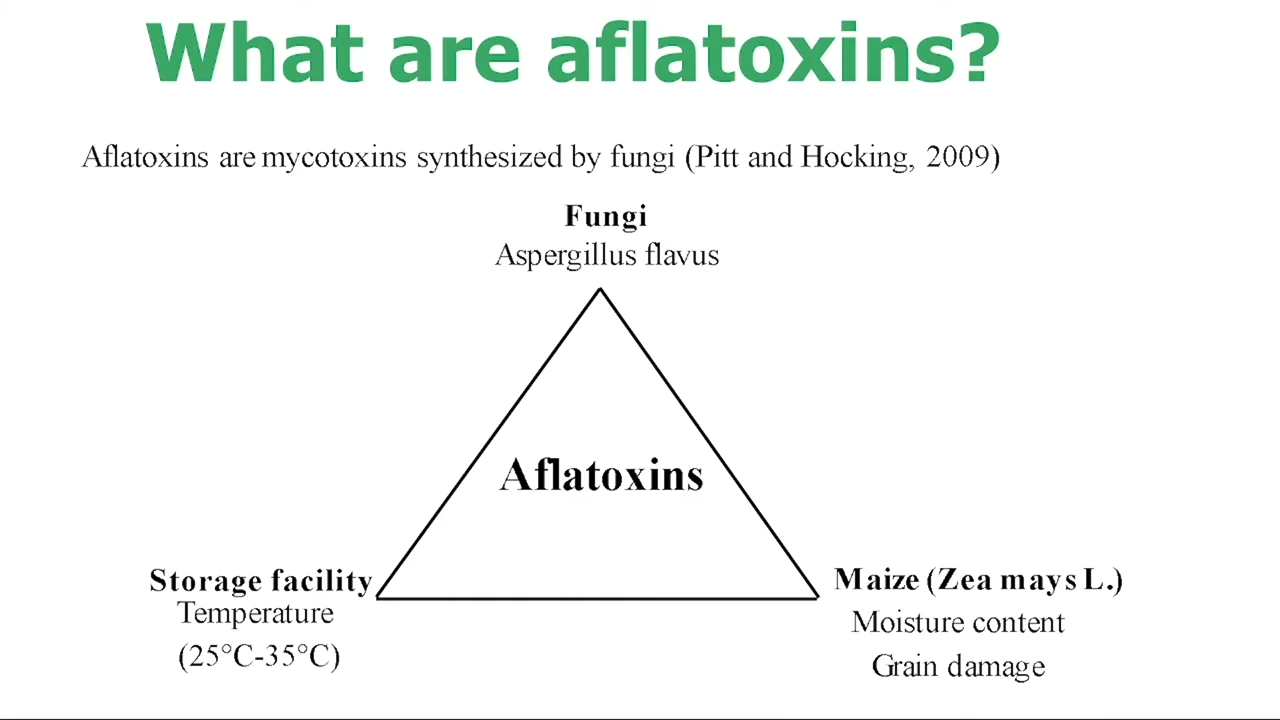 What are aflatoxins?
Aflatoxins are mycotoxins synthesized by fungi (Pitt and Hocking, 2009)
Fungi
Aspergillus flavus
Aflatoxins
Storage facility
Temperature
(25°C-35°C)
Maize (Zea mays L.)
Moisture content
Grain damage